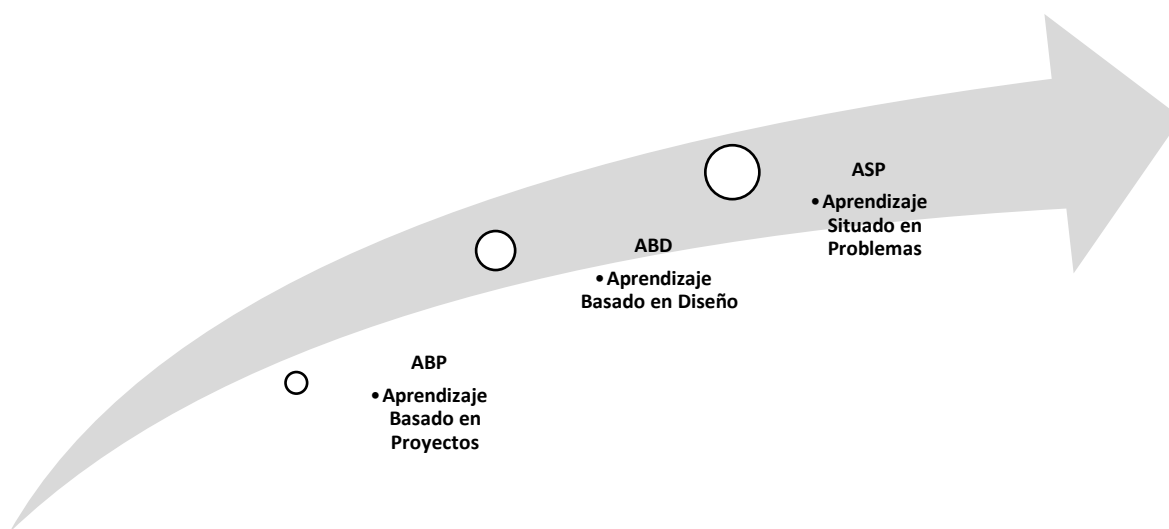 ASP
•Aprendizaje
Situado en
Problemas
ABD
•Aprendizaje
Basado en Diseño
ABP
•Aprendizaje
Basado en
Proyectos